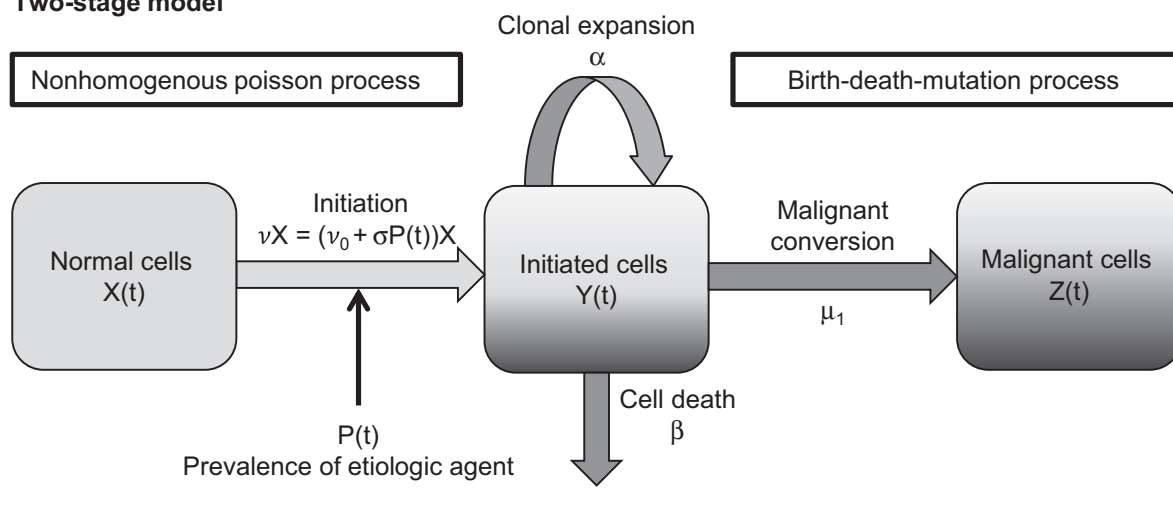 Two-stage model
Clonal expansion
α
Nonhomogenous poisson process
Birth-death-mutation process
Initiation
νX = (ν₀ + σP(t))X
Normal cells
X(t)
Initiated cells
Y(t)
Malignant
conversion
μ₁
Malignant cells
Z(t)
Cell death
β
P(t)
Prevalence of etiologic agent